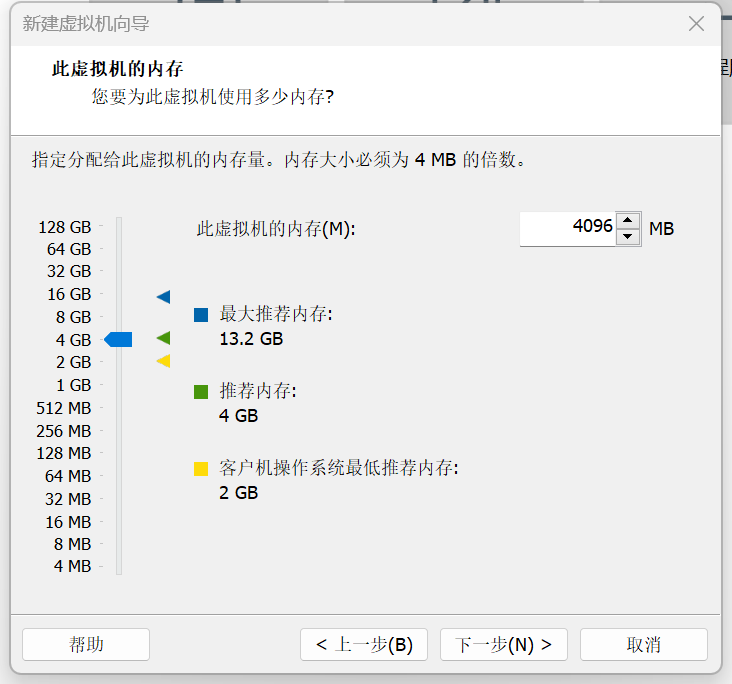 新建虚拟机向导
此虚拟机的内存
您要为此虚拟机使用多少内存?
指定分配给此虚拟机的内存量。内存大小必须为 4 MB 的倍数。
128 GB
64 GB
32 GB
16 GB
8 GB
4 GB
2 GB
1 GB
512 MB
256 MB
128 MB
64 MB
32 MB
16 MB
8 MB
4 MB
此虚拟机的内存(M):
4096 MB
最大推荐内存:
13.2 GB
推荐内存:
4 GB
客户机操作系统最低推荐内存:
2 GB
帮助
< 上一步(B)
下一步(N) >
取消